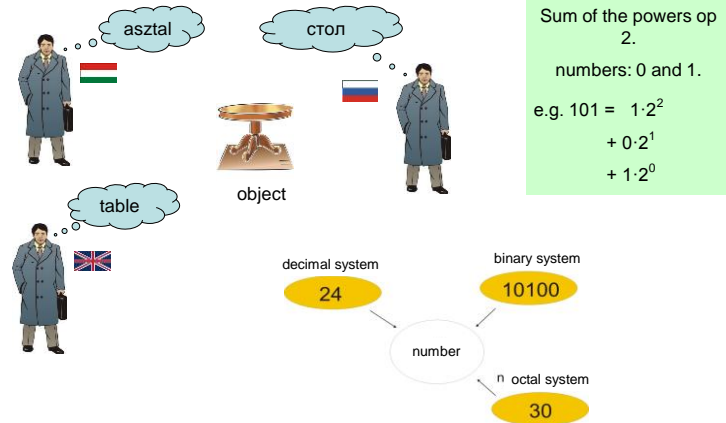 asztal
стол
object
table
Sum of the powers op
2.
numbers: 0 and 1.
e.g. 101 = 1·2²
+ 0·2¹
+ 1·2⁰
decimal system
24
binary system
10100
number
n octal system
30